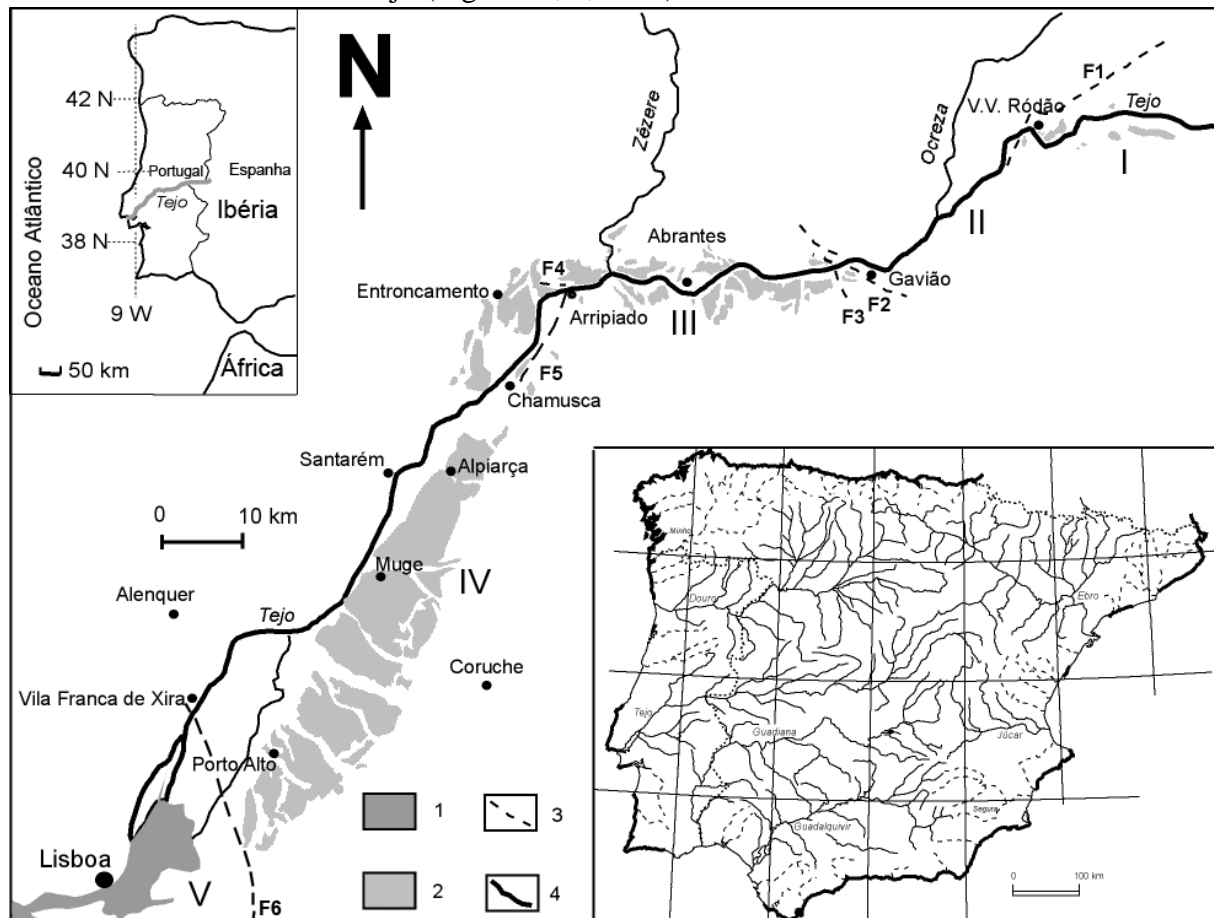 42 N
40 N
38 N
9 W
Oceano Atlântico
Portugal
Espanha
Tejo
Ibéria
África
50 km
N
Zêzere
Ocreza
F1
V.V. Ródão
Tejo
I
II
Abrantes
Gavião
F4
Entroncamento
Arripiado
III
F3
F2
F5
Chamusca
Santarém
Alpiarça
0 10 km
Muge
IV
Alenquer
Tejo
Coruche
Vila Franca de Xira
Porto Alto
Lisboa
V
F6
1
3
2
4
Minho
Douro
Ebro
Tejo
Guadiana
Júcar
Segura
Guadalquivir
0 100 km